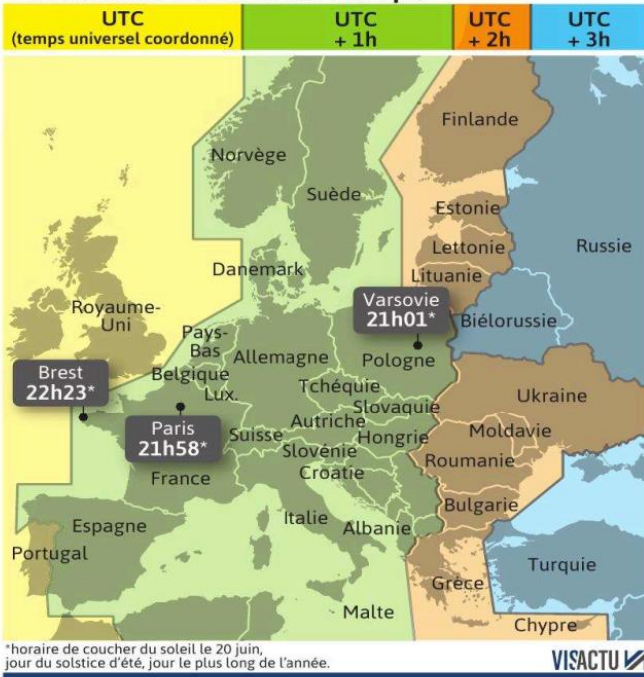 UTC
(temps universel coordonné)
UTC
+ 1h
UTC
+ 2h
UTC
+ 3h
Finlande
Norvège
Suède
Estonie
Russie
Lettonie
Danemark
Lituanie
Royaume-
Uni
Varsovie
21h01*
Biélorussie
Pays-
Bas
Allemagne
Pologne
Brest
22h23*
Belgique
Lux.
Tchéquie
Ukraine
Slovaquie
Paris
21h58*
Autriche
Moldavie
Suisse
Hongrie
Slovénie
Roumanie
France
Croatie
Bulgarie
Espagne
Italie
Albanie
Portugal
Turquie
Grèce
Malte
Chypre
*horaire de coucher du soleil le 20 juin,
jour du solstice d'été, jour le plus long de l'année.
VISACTU